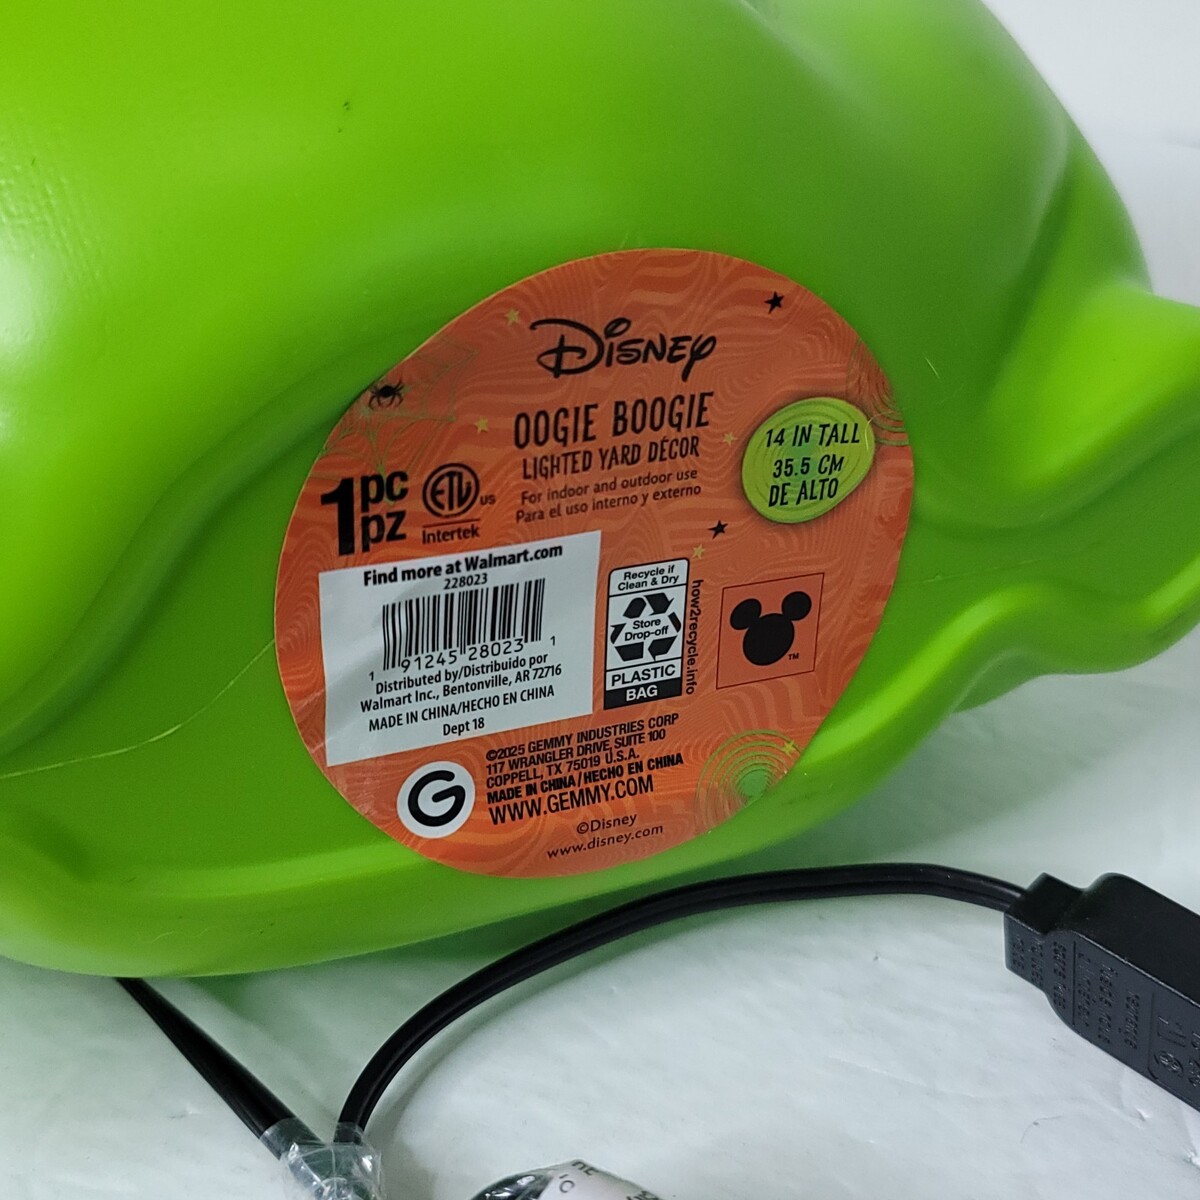 Disney
OOGIE BOOGIE
LIGHTED YARD DÉCOR
For indoor and outdoor use
Para el uso interno y externo
14 IN TALL
35.5 CM
DE ALTO
1 pc
pz
ETL US
Intertek
Find more at Walmart.com
228023
1 91245 28023 1
Distributed by/Distribuido por
Walmart Inc., Bentonville, AR 72716
MADE IN CHINA/HECHO EN CHINA
Dept 18
Recycle if
Clean & Dry
Store
Drop-off
PLASTIC
BAG
how2recycle.info
TM
G
©2025 GEMMY INDUSTRIES CORP
117 WRANGLER DRIVE, SUITE 100
COPPELL, TX 75019 U.S.A.
MADE IN CHINA/HECHO EN CHINA
WWW.GEMMY.COM
©Disney
www.disney.com